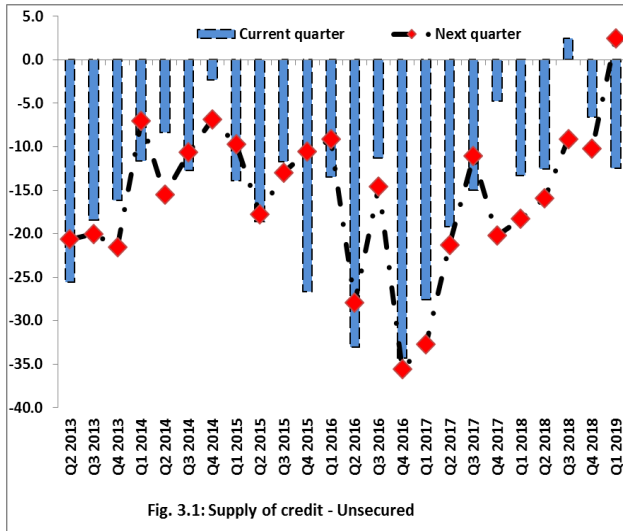 5.0
0.0
-5.0
-10.0
-15.0
-20.0
-25.0
-30.0
-35.0
-40.0
Current quarter
Next quarter
Q2 2013
Q3 2013
Q4 2013
Q1 2014
Q2 2014
Q3 2014
Q4 2014
Q1 2015
Q2 2015
Q3 2015
Q4 2015
Q1 2016
Q2 2016
Q3 2016
Q4 2016
Q1 2017
Q2 2017
Q3 2017
Q4 2017
Q1 2018
Q2 2018
Q3 2018
Q4 2018
Q1 2019
Fig. 3.1: Supply of credit - Unsecured